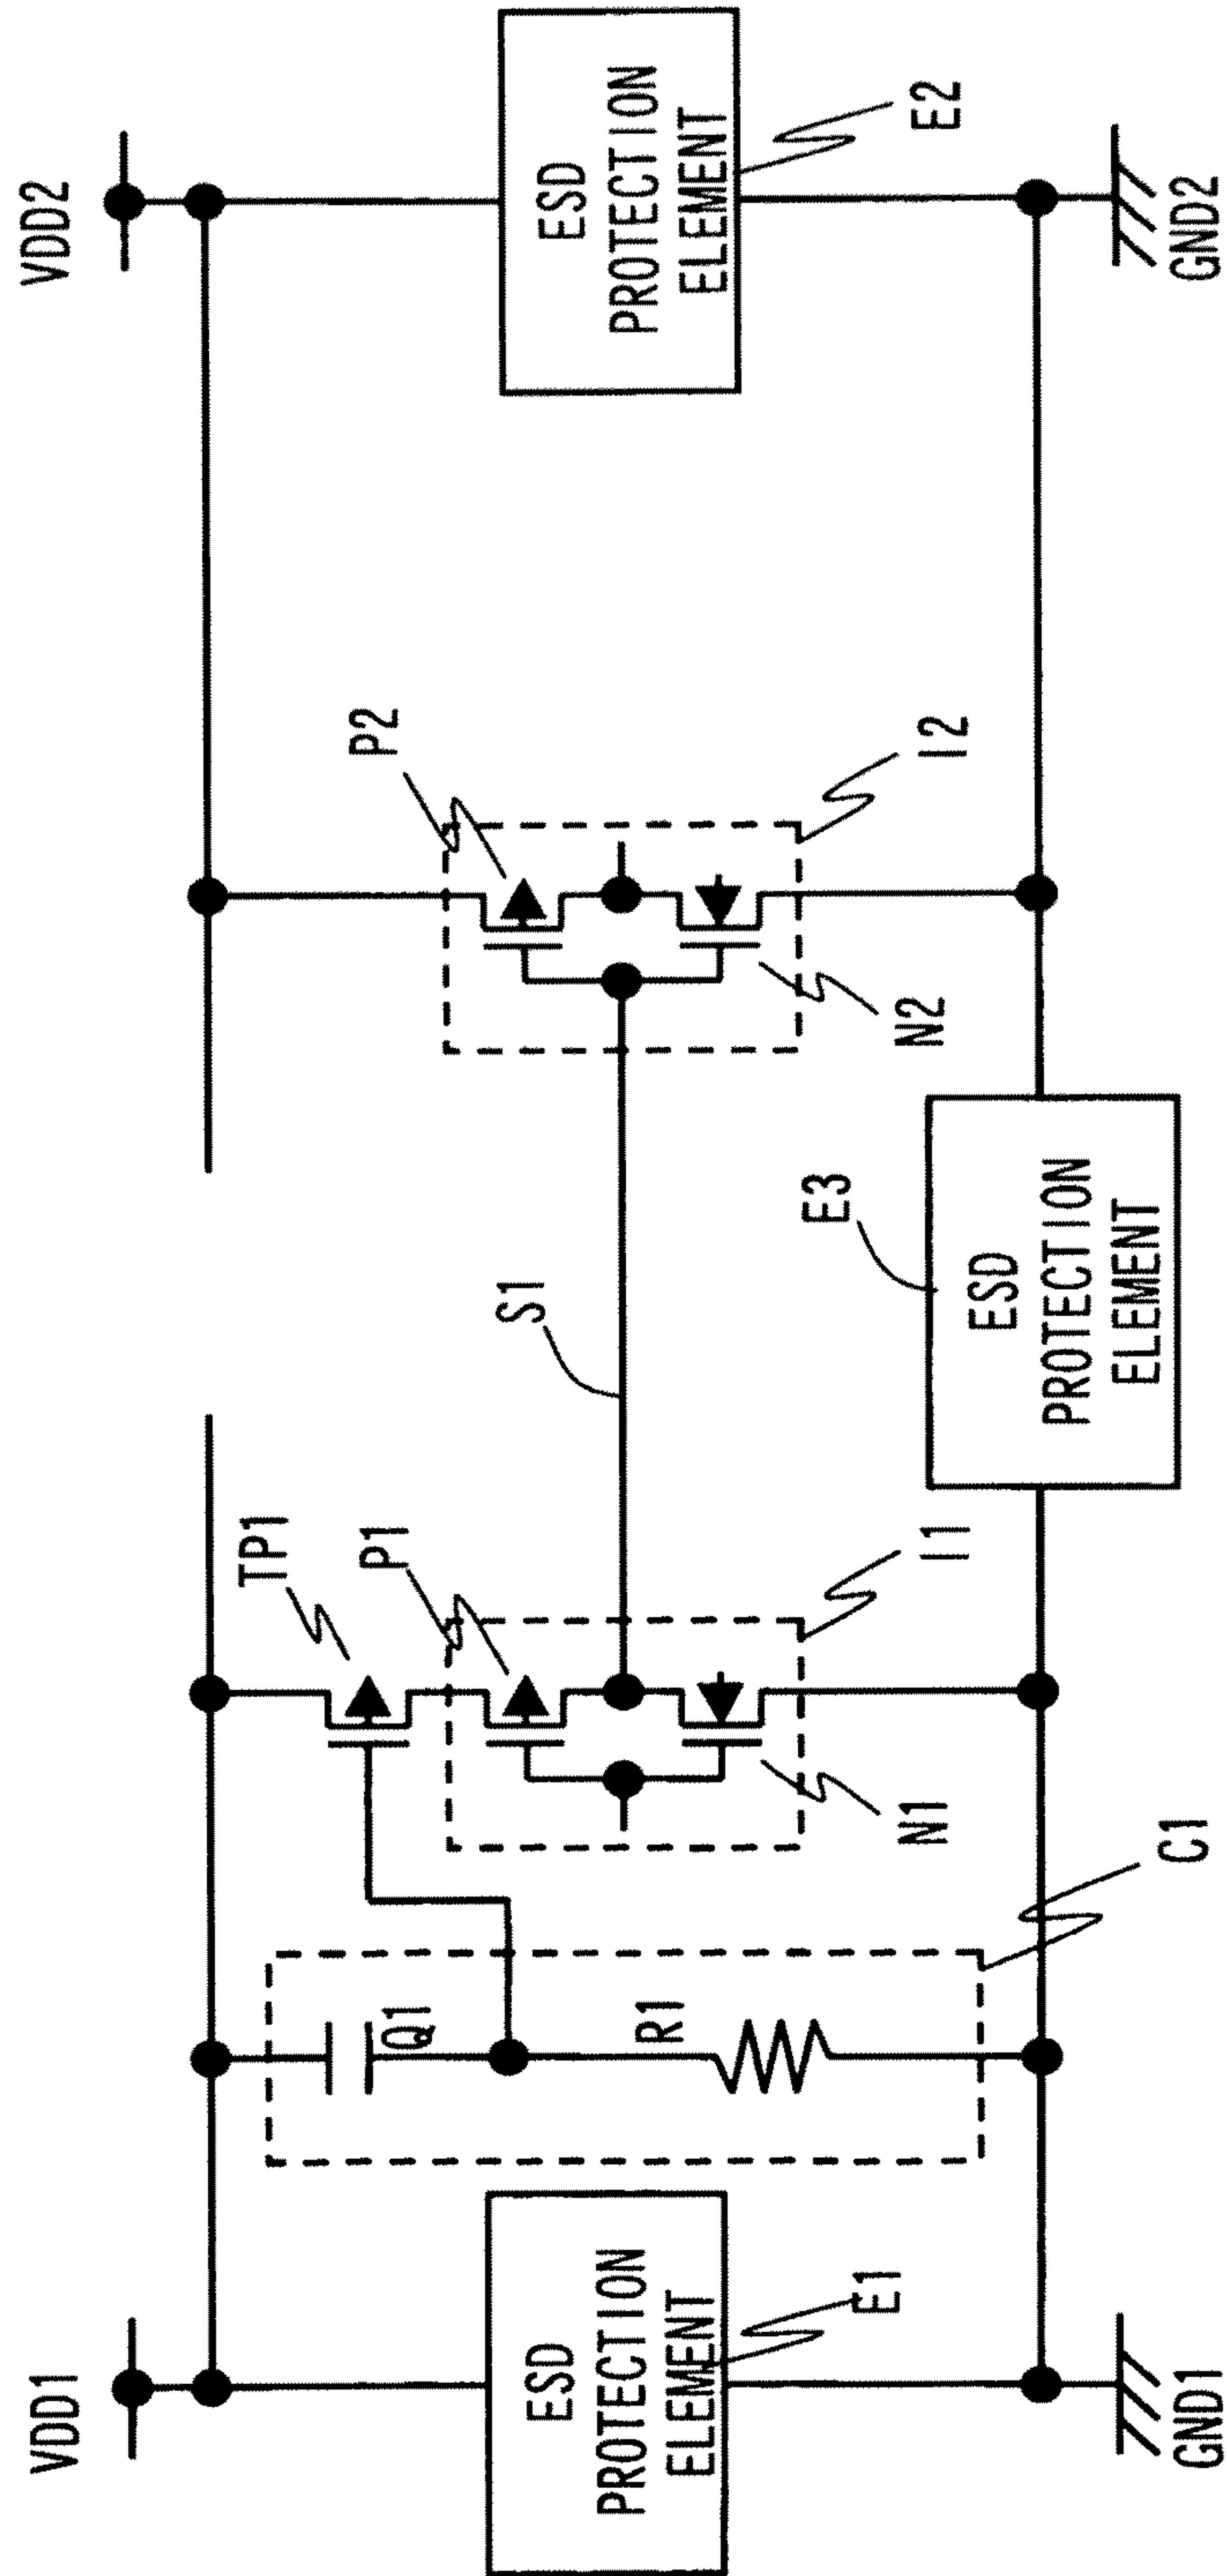 VDD1
VDD2
TP1
P1
P2
S1
Q1
R1
ESD
PROTECTION
ELEMENT
E1
ESD
PROTECTION
ELEMENT
E2
N1
I1
N2
I2
E3
ESD
PROTECTION
ELEMENT
C1
GND1
GND2